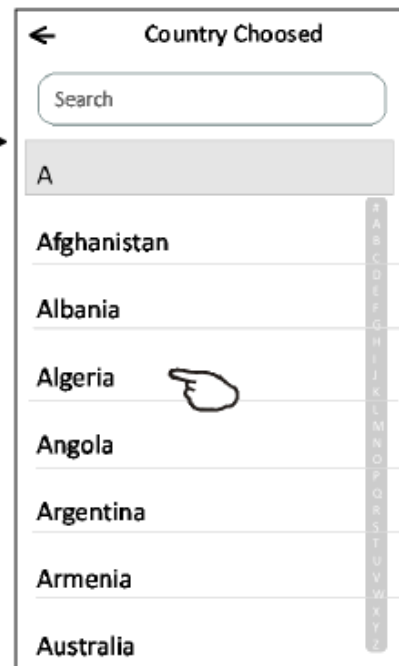 Country Choosed
Search
A
Afghanistan
Albania
Algeria
Angola
Argentina
Armenia
Australia
#
A
B
C
D
E
F
G
H
I
J
K
L
M
N
O
P
Q
R
S
T
U
V
W
X
Y
Z